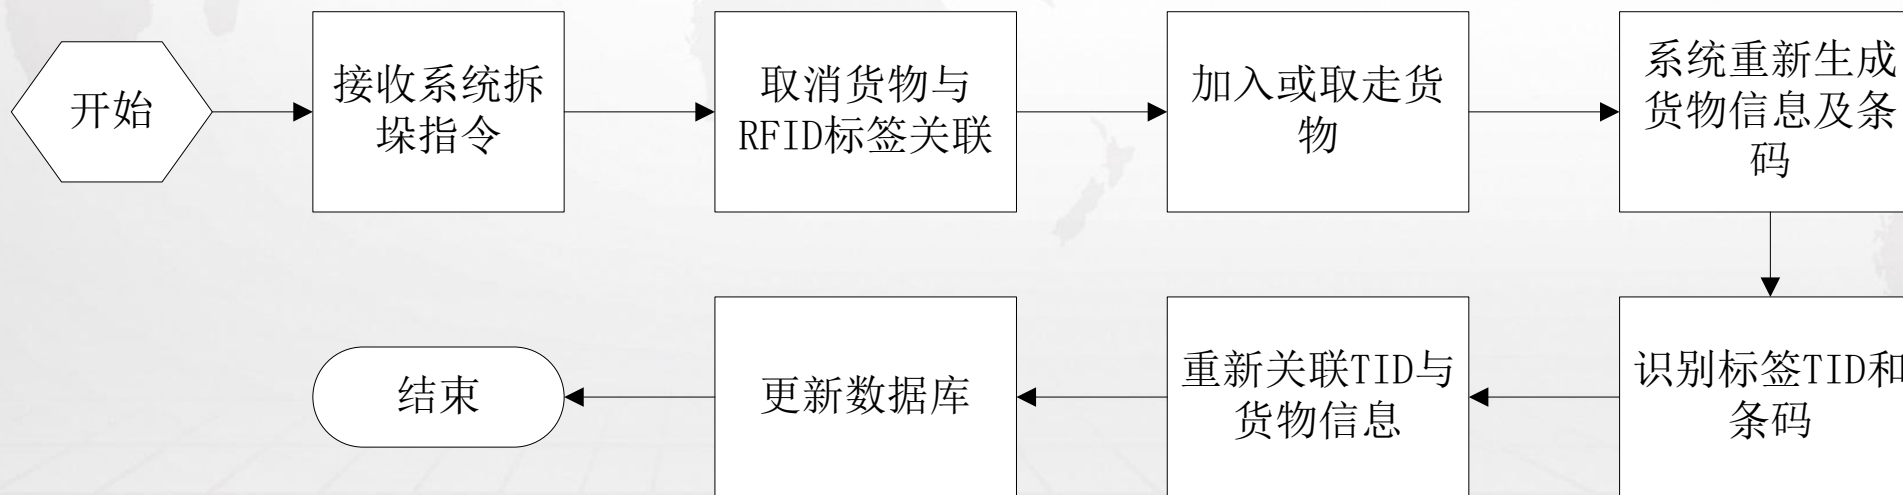 开始
接收系统拆
垛指令
取消货物与
RFID标签关联
加入或取走货
物
系统重新生成
货物信息及条
码
识别标签TID和
条码
重新关联TID与
货物信息
更新数据库
结束